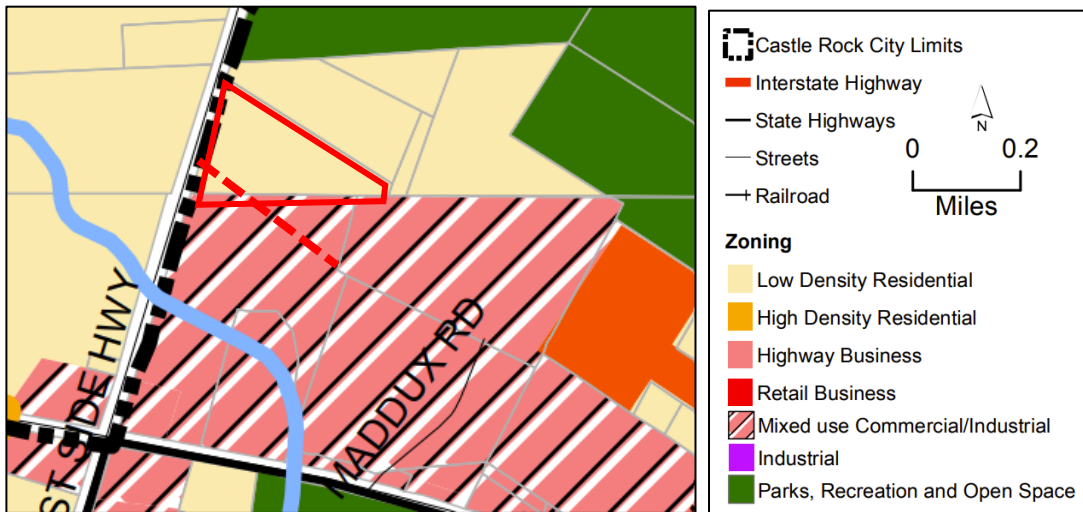 ST SIDE HWY
MADDUX RD
Castle Rock City Limits
Interstate Highway
State Highways
Streets
Railroad
N
0 0.2
Miles
Zoning
Low Density Residential
High Density Residential
Highway Business
Retail Business
Mixed use Commercial/Industrial
Industrial
Parks, Recreation and Open Space